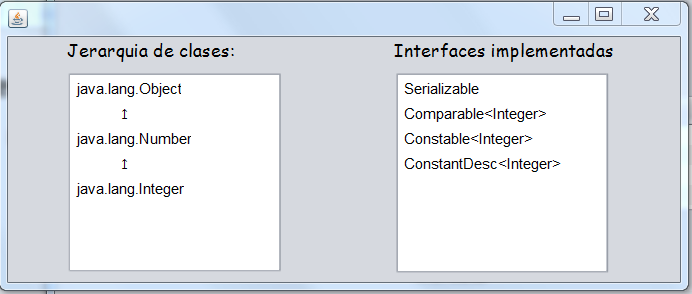 Jerarquia de clases:
java.lang.Object
↥
java.lang.Number
↥
java.lang.Integer
Interfaces implementadas
Serializable
Comparable<Integer>
Constable<Integer>
ConstantDesc<Integer>